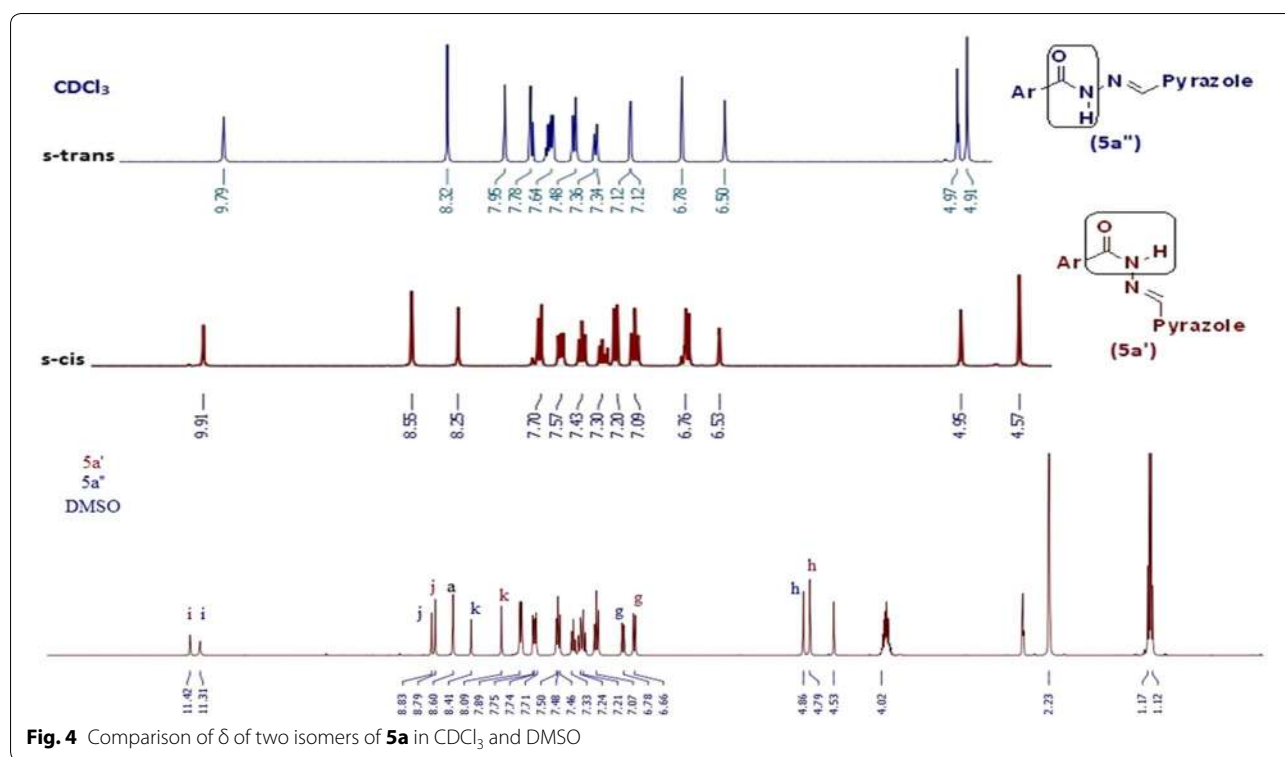 CDCl₃
s-trans
9.79
8.32
7.95
7.78
7.64
7.48
7.36
7.34
7.12
7.12
6.78
6.50
4.97
4.91
O
Ar
N
H
N
Pyrazole
(5a")
s-cis
9.91
8.55
8.25
7.70
7.57
7.43
7.30
7.20
7.09
6.76
6.53
4.95
4.57
O
Ar
N
H
N
Pyrazole
(5a')
5a'
5a"
DMSO
i
i
j
j
a
k
k
g
g
h
h
11.42
11.31
8.83
8.79
8.60
8.41
8.09
7.89
7.75
7.74
7.71
7.50
7.48
7.46
7.33
7.24
7.21
7.07
6.78
6.66
4.86
4.79
4.53
4.02
2.23
1.17
1.12
Fig. 4 Comparison of δ of two isomers of 5a in CDCl₃ and DMSO